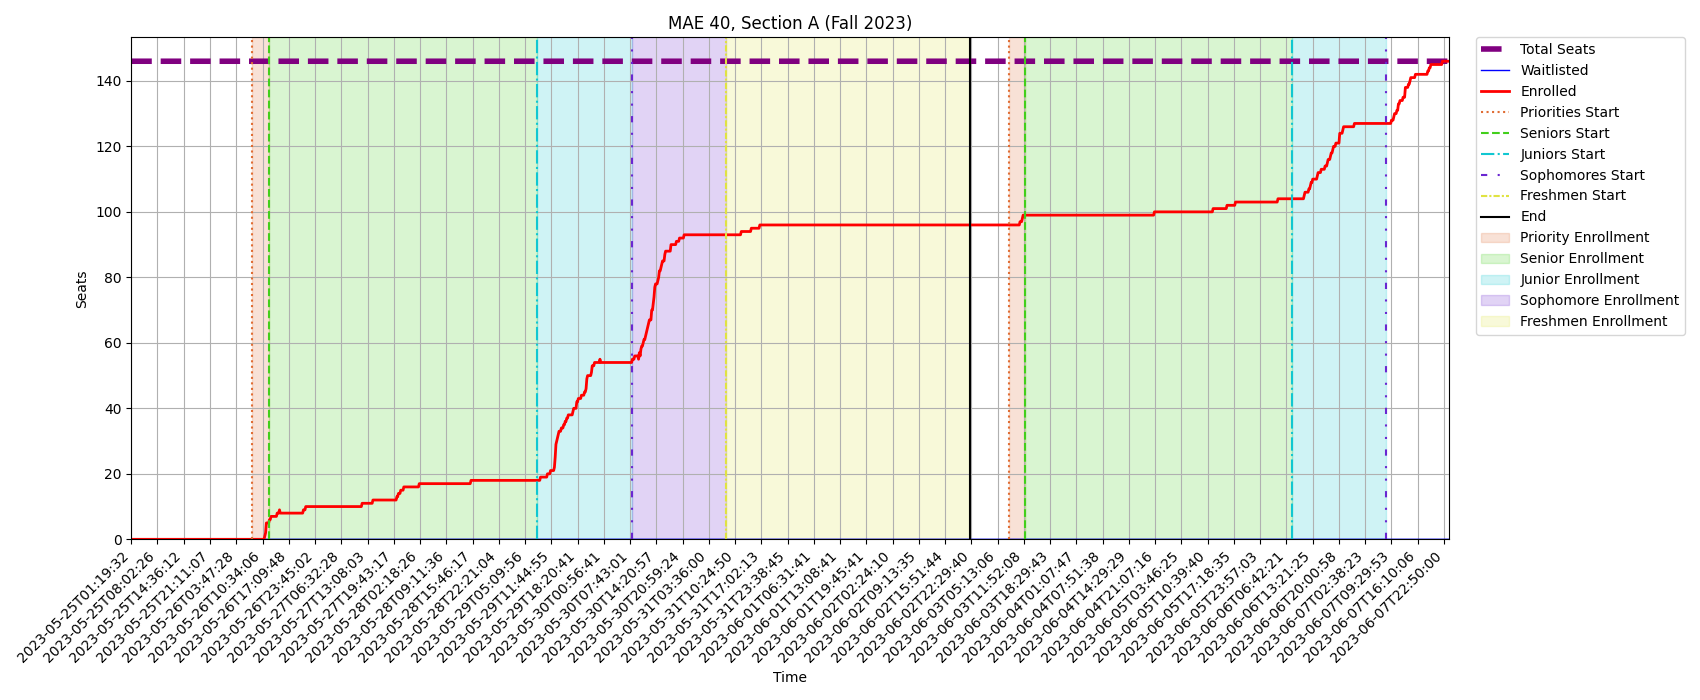 MAE 40, Section A (Fall 2023)
Seats
140
120
100
80
60
40
20
0
2023-05-25T01:19:32
2023-05-25T08:02:26
2023-05-25T14:36:12
2023-05-25T21:11:07
2023-05-26T03:47:28
2023-05-26T10:34:06
2023-05-26T17:09:48
2023-05-26T23:45:02
2023-05-27T06:32:28
2023-05-27T13:08:03
2023-05-27T19:43:17
2023-05-28T02:18:26
2023-05-28T09:11:36
2023-05-28T15:46:17
2023-05-28T22:21:04
2023-05-29T05:09:56
2023-05-29T11:44:55
2023-05-29T18:20:41
2023-05-30T00:56:41
2023-05-30T07:43:01
2023-05-30T14:20:57
2023-05-30T20:59:24
2023-05-31T03:36:00
2023-05-31T10:24:50
2023-05-31T17:02:13
2023-05-31T23:38:45
2023-06-01T06:31:41
2023-06-01T13:08:41
2023-06-01T19:45:41
2023-06-02T02:24:10
2023-06-02T09:13:35
2023-06-02T15:51:44
2023-06-02T22:29:40
2023-06-03T05:13:06
2023-06-03T11:52:08
2023-06-03T18:29:43
2023-06-04T01:07:47
2023-06-04T07:51:38
2023-06-04T14:29:29
2023-06-04T21:07:16
2023-06-05T03:46:25
2023-06-05T10:39:40
2023-06-05T17:18:35
2023-06-05T23:57:03
2023-06-06T06:42:21
2023-06-06T13:21:25
2023-06-06T20:00:58
2023-06-07T02:38:23
2023-06-07T09:29:53
2023-06-07T16:10:06
2023-06-07T22:50:00
Time
Total Seats
Waitlisted
Enrolled
Priorities Start
Seniors Start
Juniors Start
Sophomores Start
Freshmen Start
End
Priority Enrollment
Senior Enrollment
Junior Enrollment
Sophomore Enrollment
Freshmen Enrollment